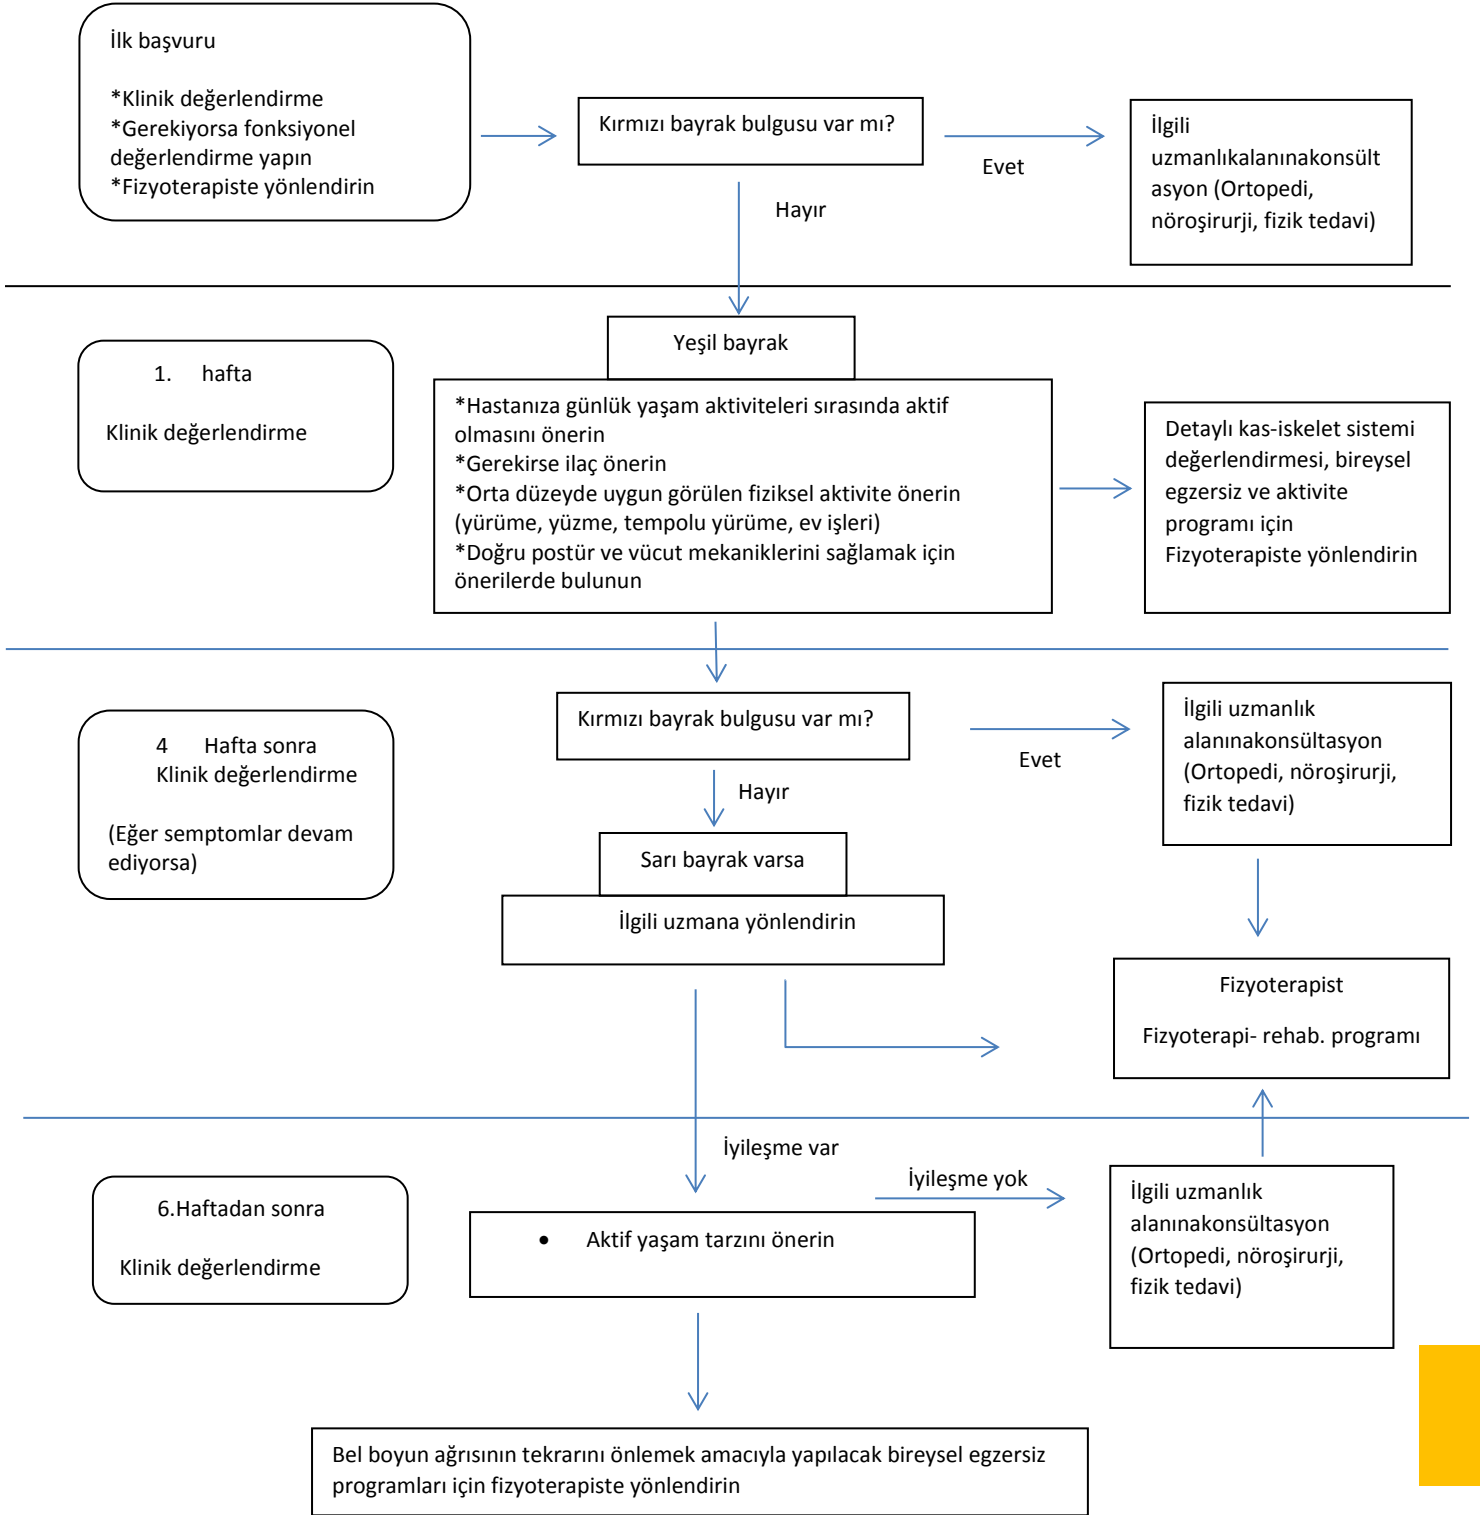 İlk başvuru
*Klinik değerlendirme
*Gerekiyorsa fonksiyonel
değerlendirme yapın
*Fizyoterapiste yönlendirin
Kırmızı bayrak bulgusu var mı?
Evet
Hayır
İlgili
uzmanlıkalanınakonsült
asyon (Ortopedi,
nöroşirurji, fizik tedavi)
1. hafta
Klinik değerlendirme
Yeşil bayrak
*Hastanıza günlük yaşam aktiviteleri sırasında aktif
olmasını önerin
*Gerekirse ilaç önerin
*Orta düzeyde uygun görülen fiziksel aktivite önerin
(yürüme, yüzme, tempolu yürüme, ev işleri)
*Doğru postür ve vücut mekaniklerini sağlamak için
önerilerde bulunun
Detaylı kas-iskelet sistemi
değerlendirmesi, bireysel
egzersiz ve aktivite
programı için
Fizyoterapiste yönlendirin
4 Hafta sonra
Klinik değerlendirme
(Eğer semptomlar devam
ediyorsa)
Kırmızı bayrak bulgusu var mı?
Evet
Hayır
İlgili uzmanlık
alanınakonsültasyon
(Ortopedi, nöroşirurji,
fizik tedavi)
Sarı bayrak varsa
İlgili uzmana yönlendirin
Fizyoterapist
Fizyoterapi- rehab. programı
İyileşme var
İyileşme yok
6.Haftadan sonra
Klinik değerlendirme
• Aktif yaşam tarzını önerin
İlgili uzmanlık
alanınakonsültasyon
(Ortopedi, nöroşirurji,
fizik tedavi)
Bel boyun ağrısının tekrarını önlemek amacıyla yapılacak bireysel egzersiz
programları için fizyoterapiste yönlendirin